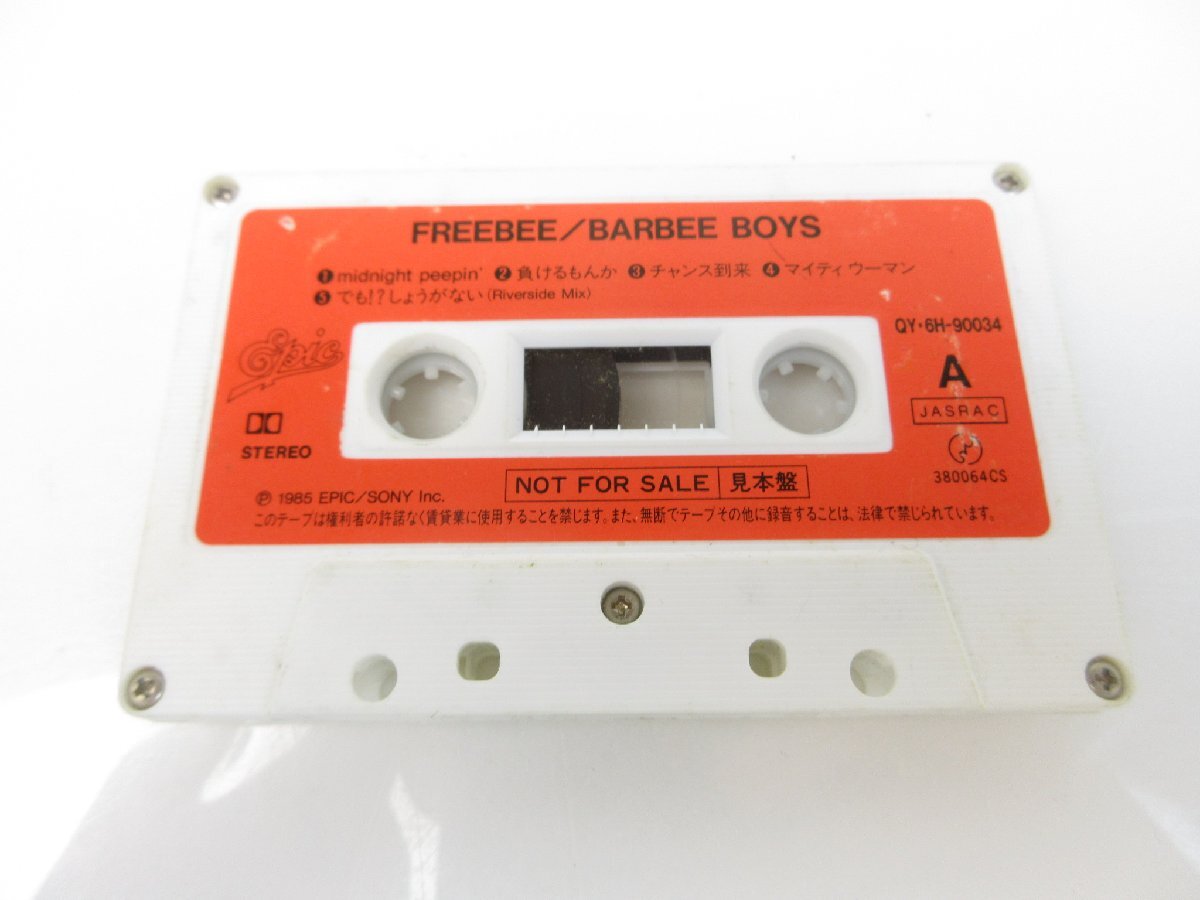 FREEBEE/BARBEE BOYS
❶ midnight peepin' ❷ 負けるもんか ❸ チャンス到来 ❹ マイティウーマン
❺ でも!?しょうがない (Riverside Mix)
Epic
QY・6H-90034
A
JASRAC
STEREO
380064CS
NOT FOR SALE 見本盤
Ⓟ 1985 EPIC/SONY Inc.
このテープは権利者の許諾なく賃貸業に使用することを禁じます。また、無断でテープその他に録音することは、法律で禁じられています。